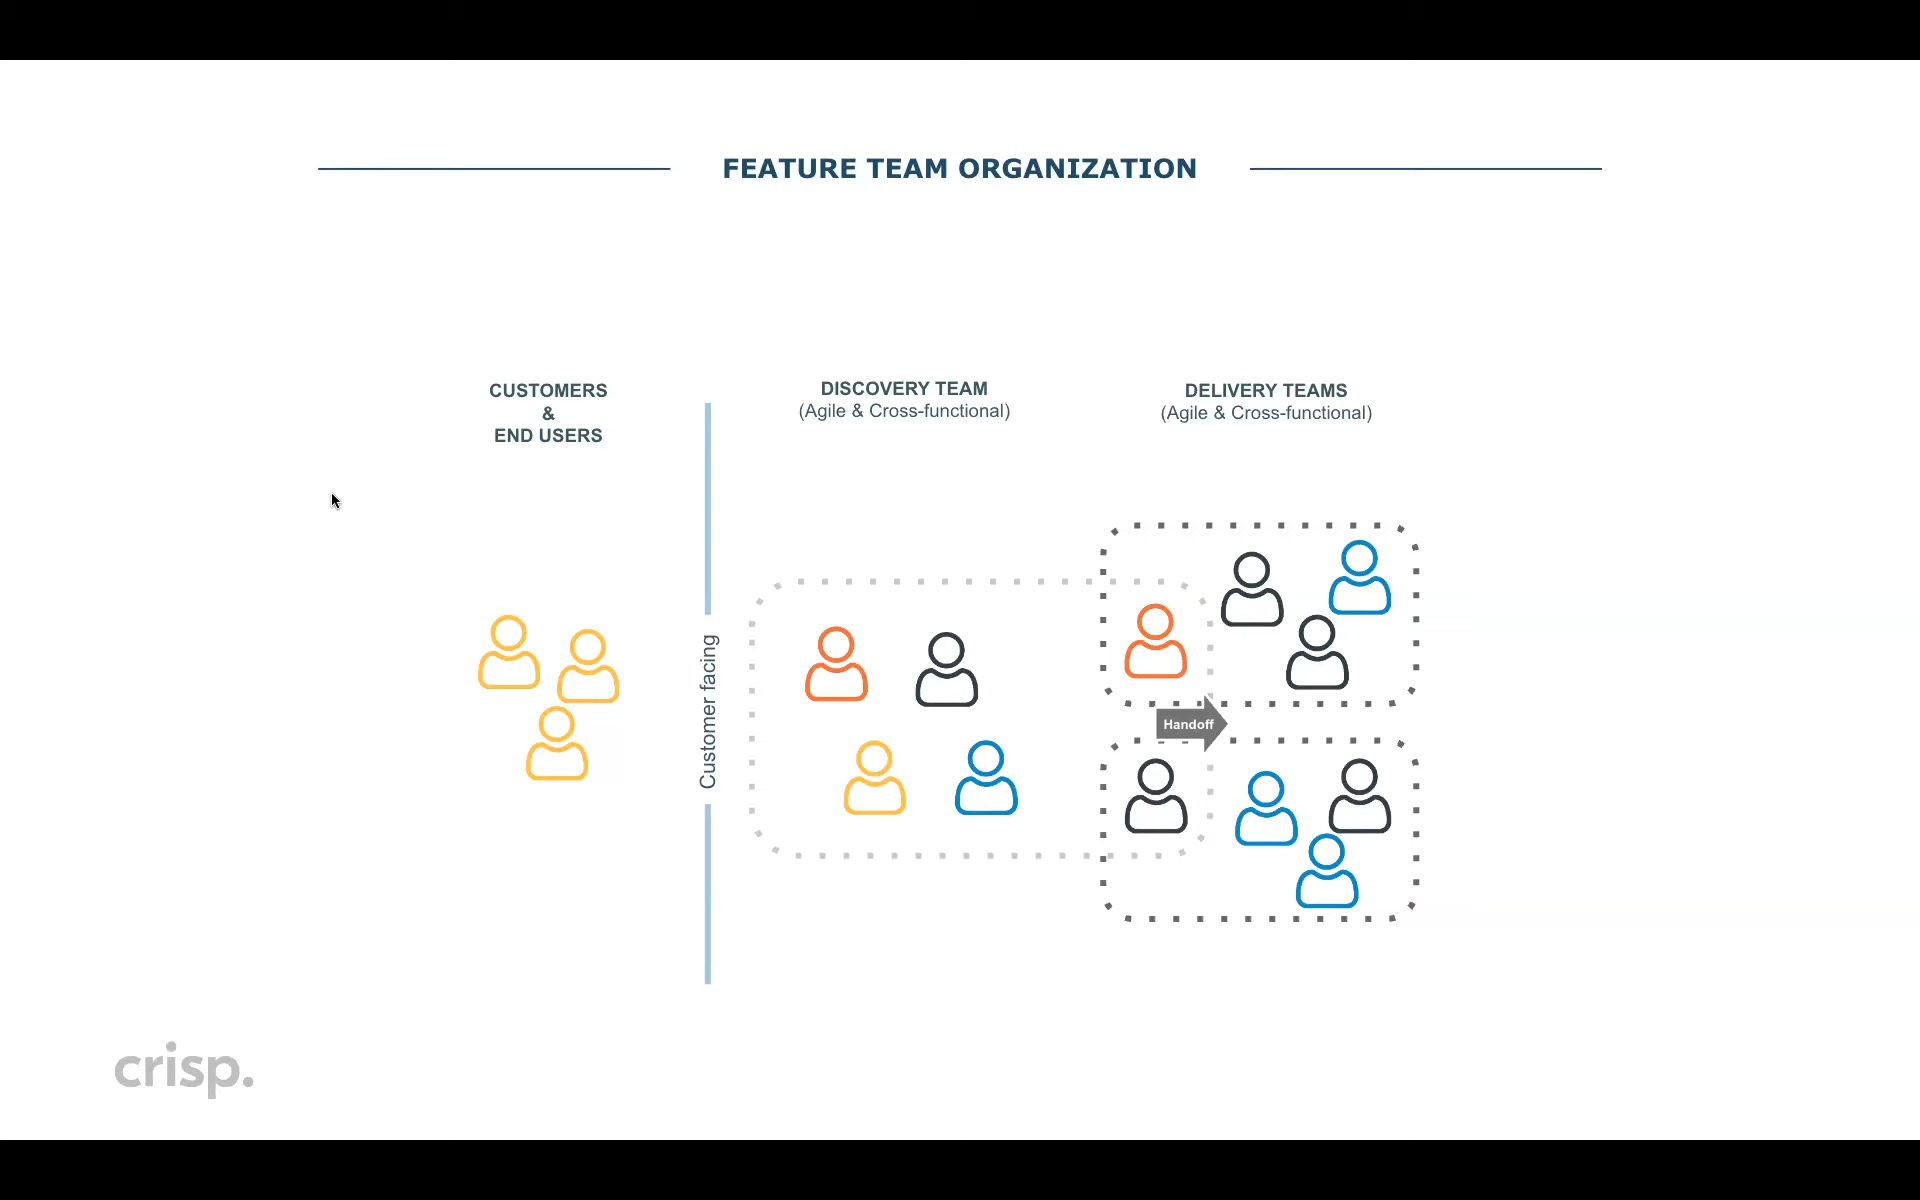 FEATURE TEAM ORGANIZATION
CUSTOMERS
&
END USERS
DISCOVERY TEAM
(Agile & Cross-functional)
DELIVERY TEAMS
(Agile & Cross-functional)
Customer facing
Handoff
crisp.